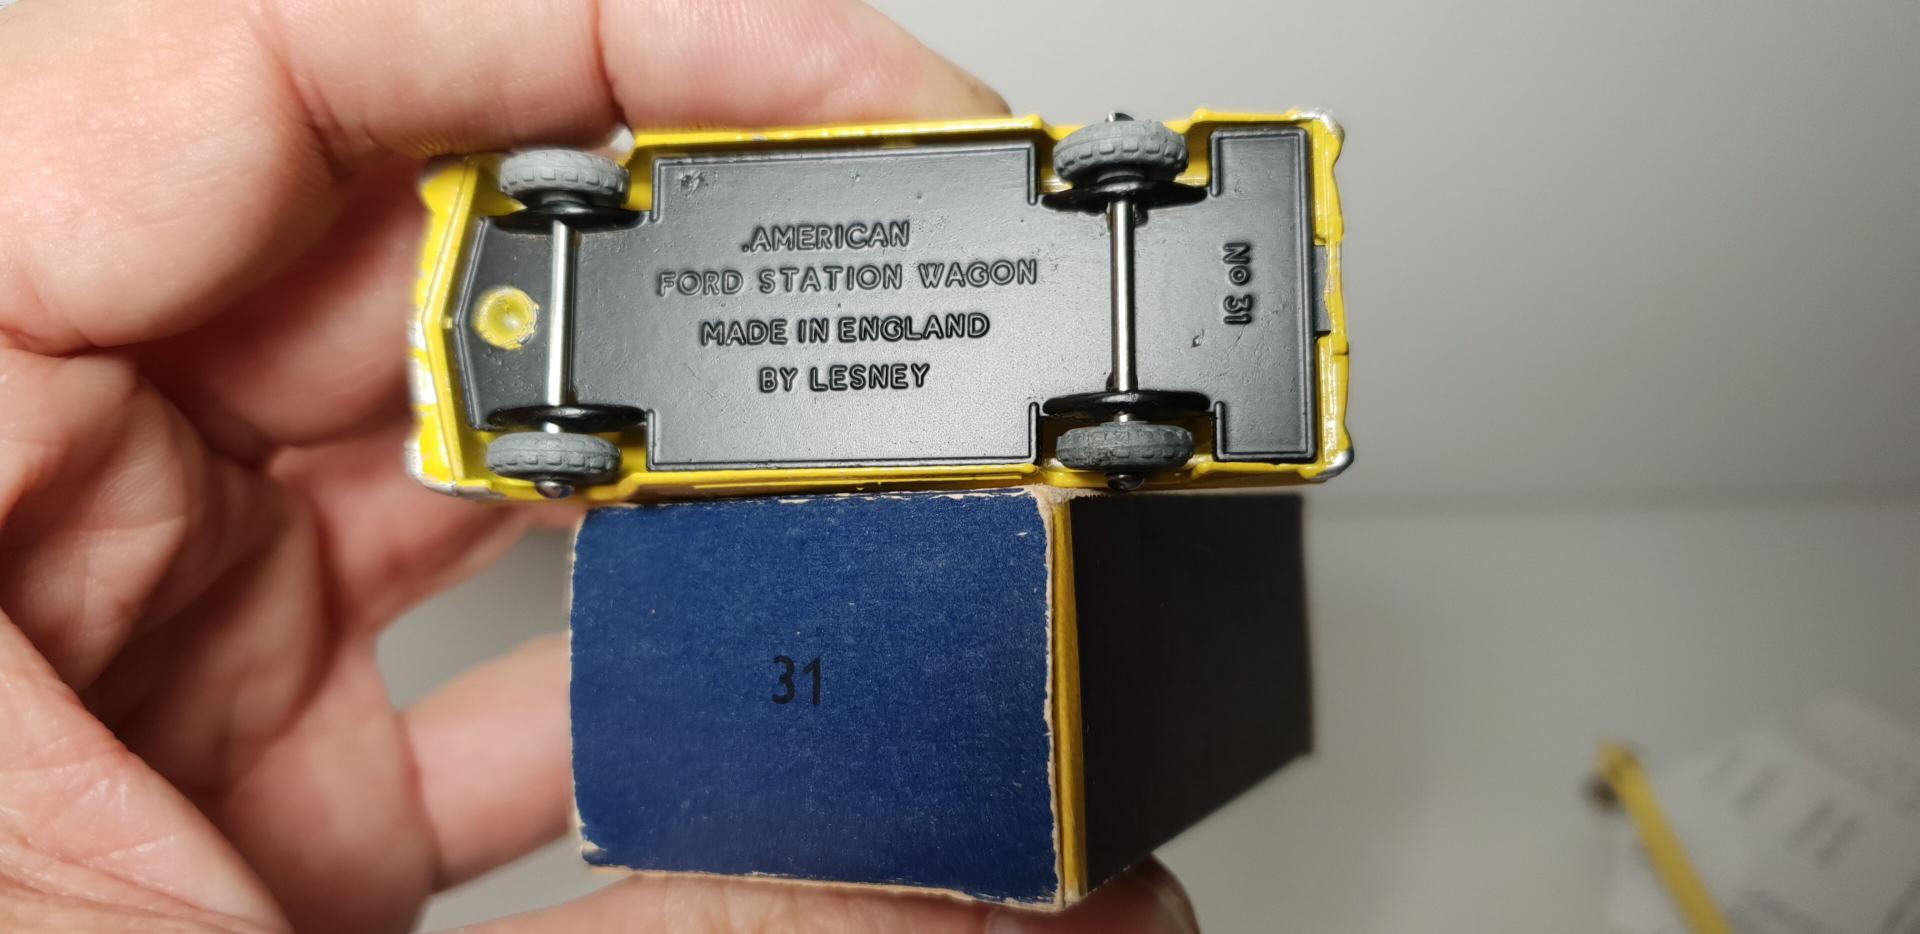 .AMERICAN
FORD STATION WAGON
MADE IN ENGLAND
BY LESNEY
No 31
31